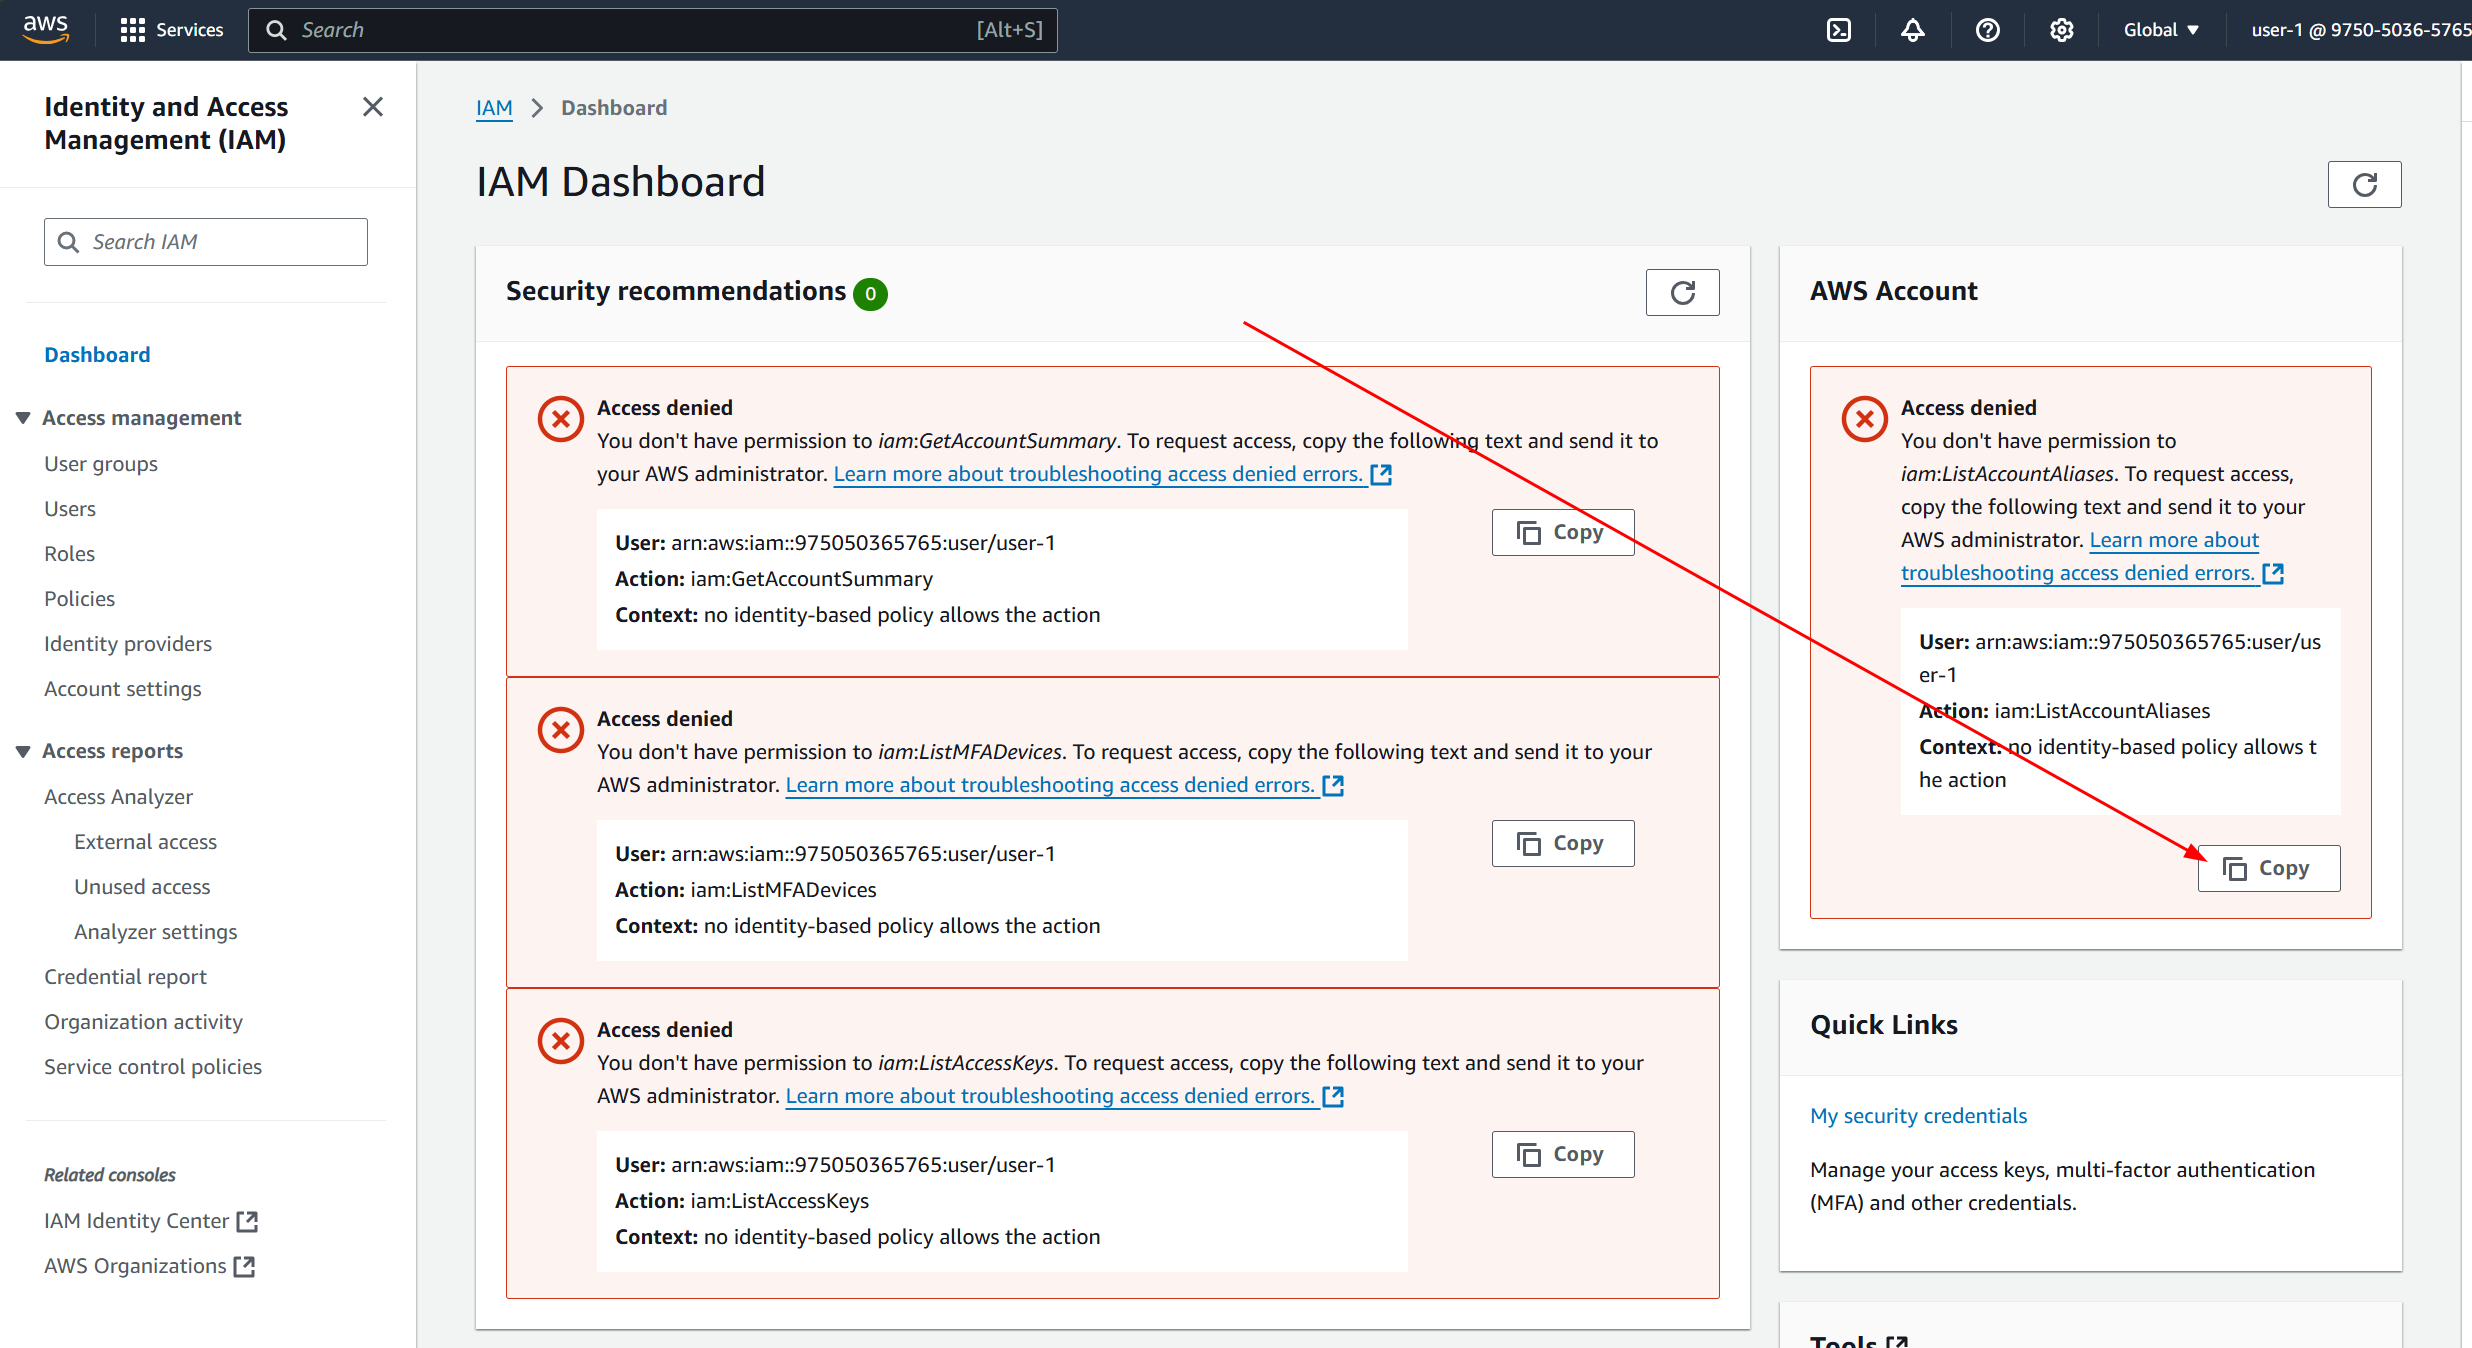 aws
Services
Search [Alt+S]
Global
user-1 @ 9750-5036-5765
Identity and Access
Management (IAM)
Search IAM
Dashboard
Access management
User groups
Users
Roles
Policies
Identity providers
Account settings
Access reports
Access Analyzer
External access
Unused access
Analyzer settings
Credential report
Organization activity
Service control policies
Related consoles
IAM Identity Center
AWS Organizations
IAM > Dashboard
IAM Dashboard
Security recommendations 0
Access denied
You don't have permission to iam:GetAccountSummary. To request access, copy the following text and send it to
your AWS administrator. Learn more about troubleshooting access denied errors.
User: arn:aws:iam::975050365765:user/user-1
Action: iam:GetAccountSummary
Context: no identity-based policy allows the action
Copy
Access denied
You don't have permission to iam:ListMFADevices. To request access, copy the following text and send it to your
AWS administrator. Learn more about troubleshooting access denied errors.
User: arn:aws:iam::975050365765:user/user-1
Action: iam:ListMFADevices
Context: no identity-based policy allows the action
Copy
Access denied
You don't have permission to iam:ListAccessKeys. To request access, copy the following text and send it to your
AWS administrator. Learn more about troubleshooting access denied errors.
User: arn:aws:iam::975050365765:user/user-1
Action: iam:ListAccessKeys
Context: no identity-based policy allows the action
Copy
AWS Account
Access denied
You don't have permission to
iam:ListAccountAliases. To request access,
copy the following text and send it to your
AWS administrator. Learn more about
troubleshooting access denied errors.
User: arn:aws:iam::975050365765:user/us
er-1
Action: iam:ListAccountAliases
Context: no identity-based policy allows t
he action
Copy
Quick Links
My security credentials
Manage your access keys, multi-factor authentication
(MFA) and other credentials.
Tools